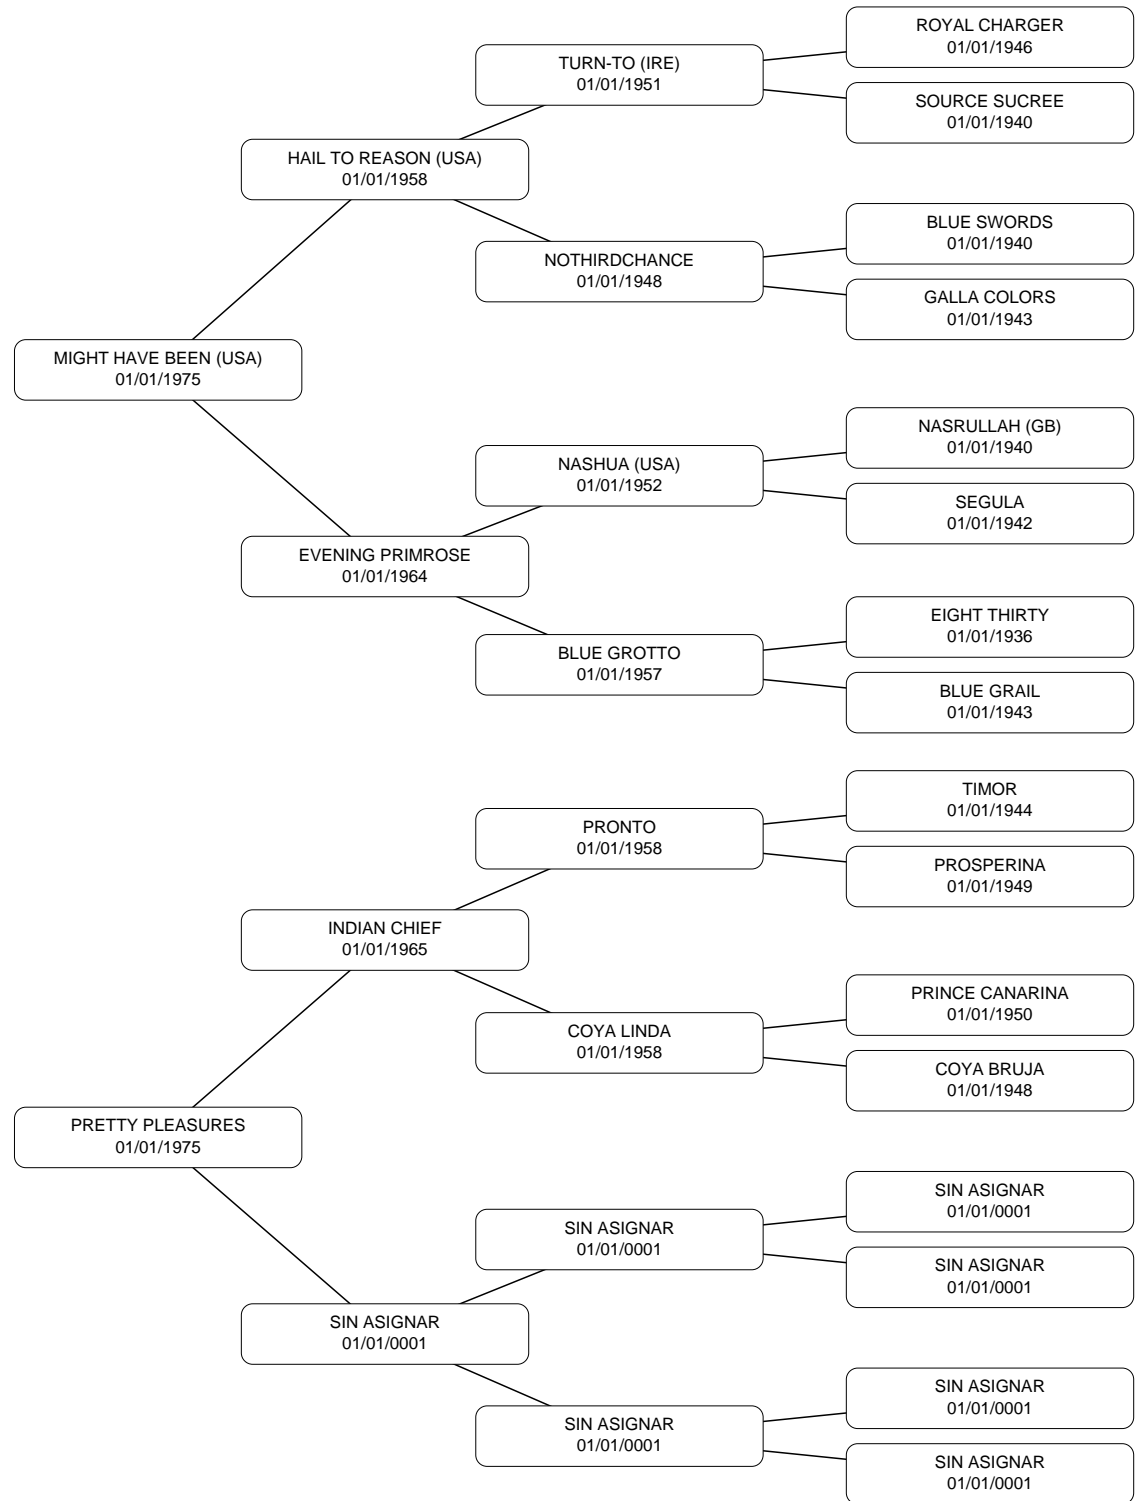 ROYAL CHARGER
01/01/1946
TURN-TO (IRE)
01/01/1951
SOURCE SUCREE
01/01/1940
HAIL TO REASON (USA)
01/01/1958
BLUE SWORDS
01/01/1940
NOTHIRDCHANCE
01/01/1948
GALLA COLORS
01/01/1943
MIGHT HAVE BEEN (USA)
01/01/1975
NASRULLAH (GB)
01/01/1940
NASHUA (USA)
01/01/1952
SEGULA
01/01/1942
EVENING PRIMROSE
01/01/1964
EIGHT THIRTY
01/01/1936
BLUE GROTTO
01/01/1957
BLUE GRAIL
01/01/1943
TIMOR
01/01/1944
PRONTO
01/01/1958
PROSPERINA
01/01/1949
INDIAN CHIEF
01/01/1965
PRINCE CANARINA
01/01/1950
COYA LINDA
01/01/1958
COYA BRUJA
01/01/1948
PRETTY PLEASURES
01/01/1975
SIN ASIGNAR
01/01/0001
SIN ASIGNAR
01/01/0001
SIN ASIGNAR
01/01/0001
SIN ASIGNAR
01/01/0001
SIN ASIGNAR
01/01/0001
SIN ASIGNAR
01/01/0001
SIN ASIGNAR
01/01/0001